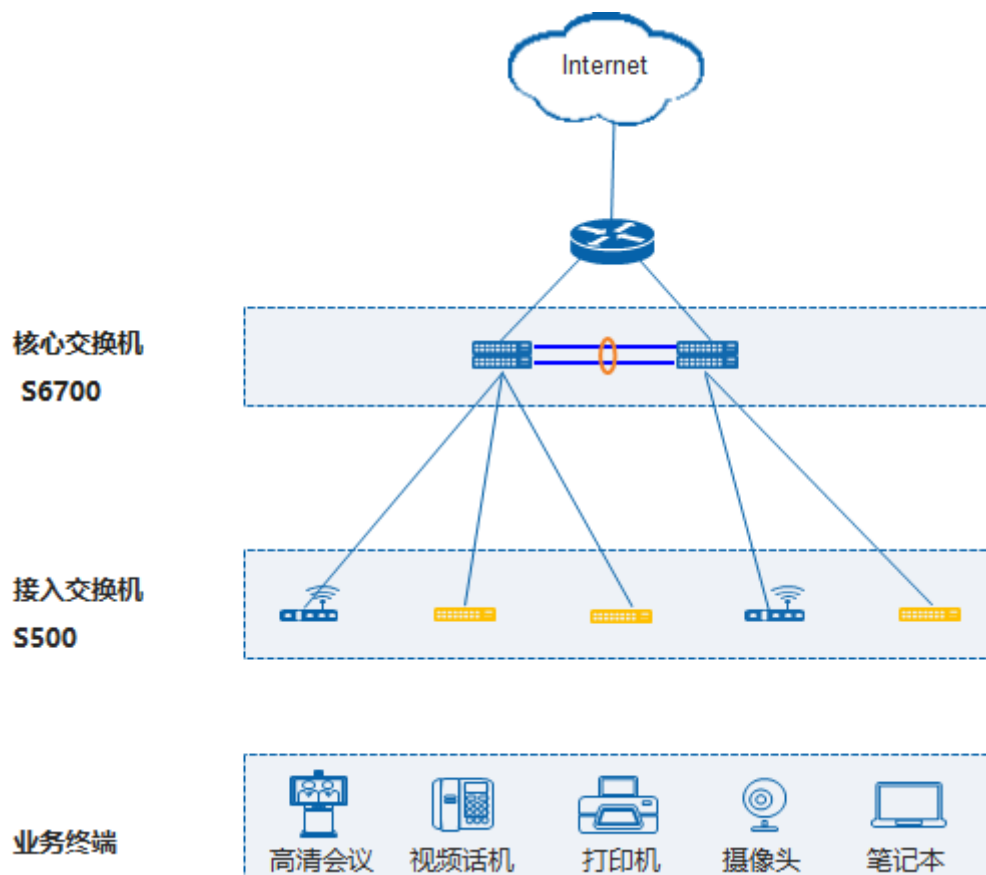 Internet
核心交换机
S6700
接入交换机
S500
业务终端
高清会议 视频话机 打印机 摄像头 笔记本